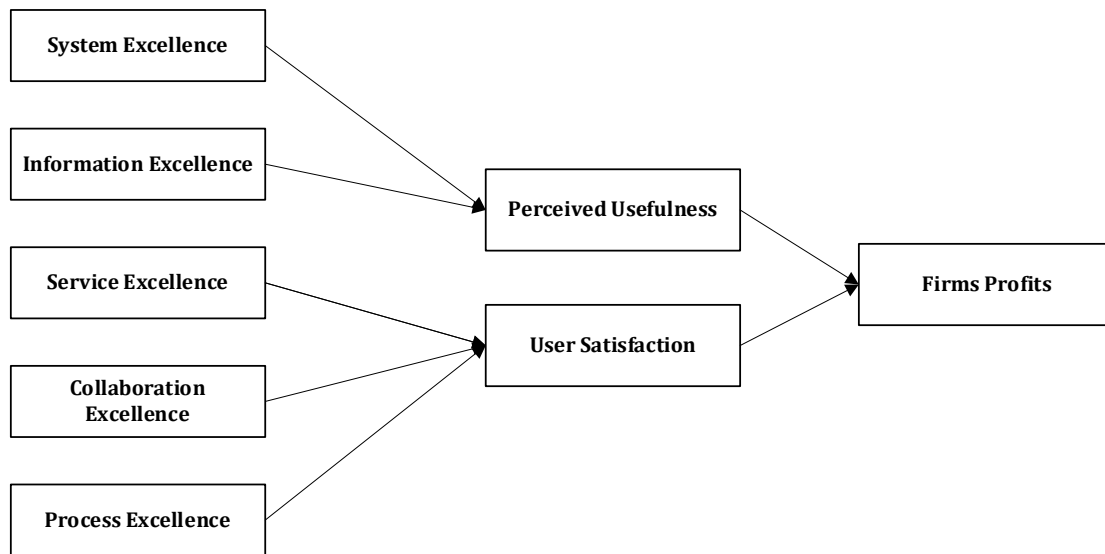 System Excellence
Information Excellence
Perceived Usefulness
Service Excellence
Firms Profits
User Satisfaction
Collaboration
Excellence
Process Excellence